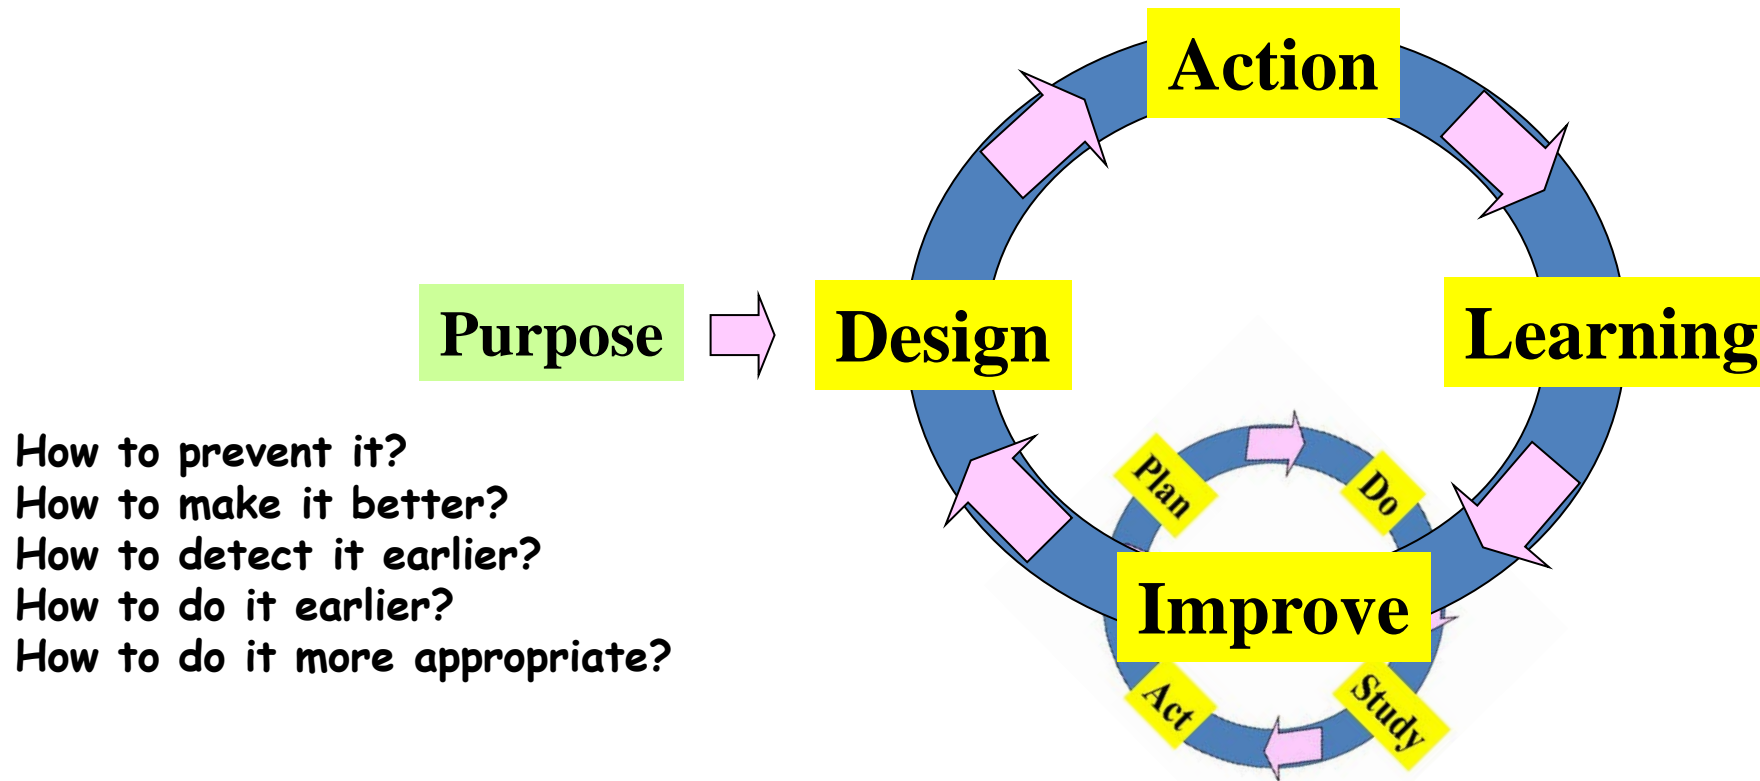 Action
Purpose
Design
Learning
How to prevent it?
How to make it better?
How to detect it earlier?
How to do it earlier?
How to do it more appropriate?
Plan
Do
Improve
Act
Study